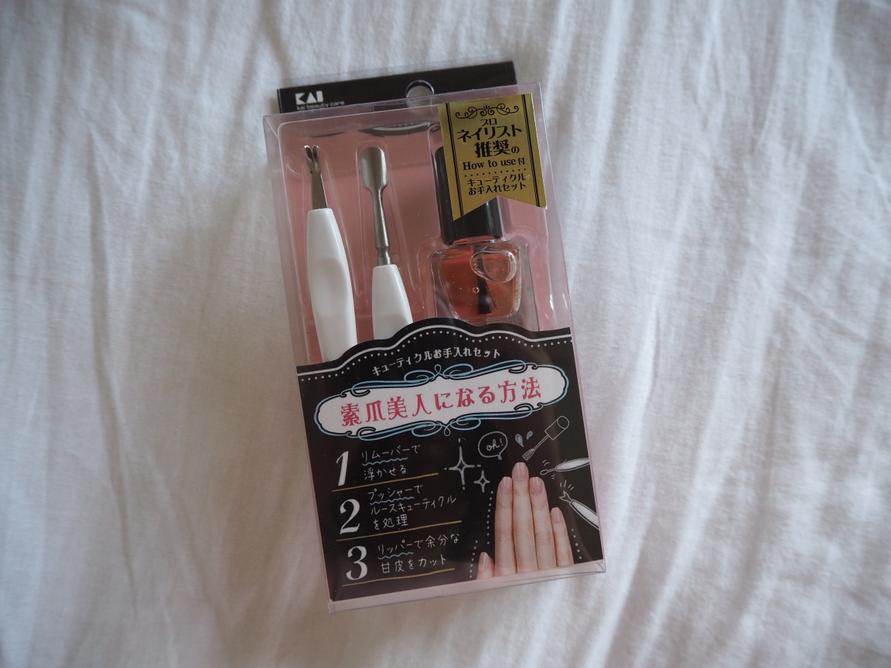 KAI
kai beauty care
プロ
ネイリスト
推奨の
How to use付
キューティクル
お手入れセット
キューティクルお手入れセット
素爪美人になる方法
1
リムーバーで
浮かせる
oh!
2
プッシャーで
ルースキューティクル
を処理
3
リッパーで余分な
甘皮をカット